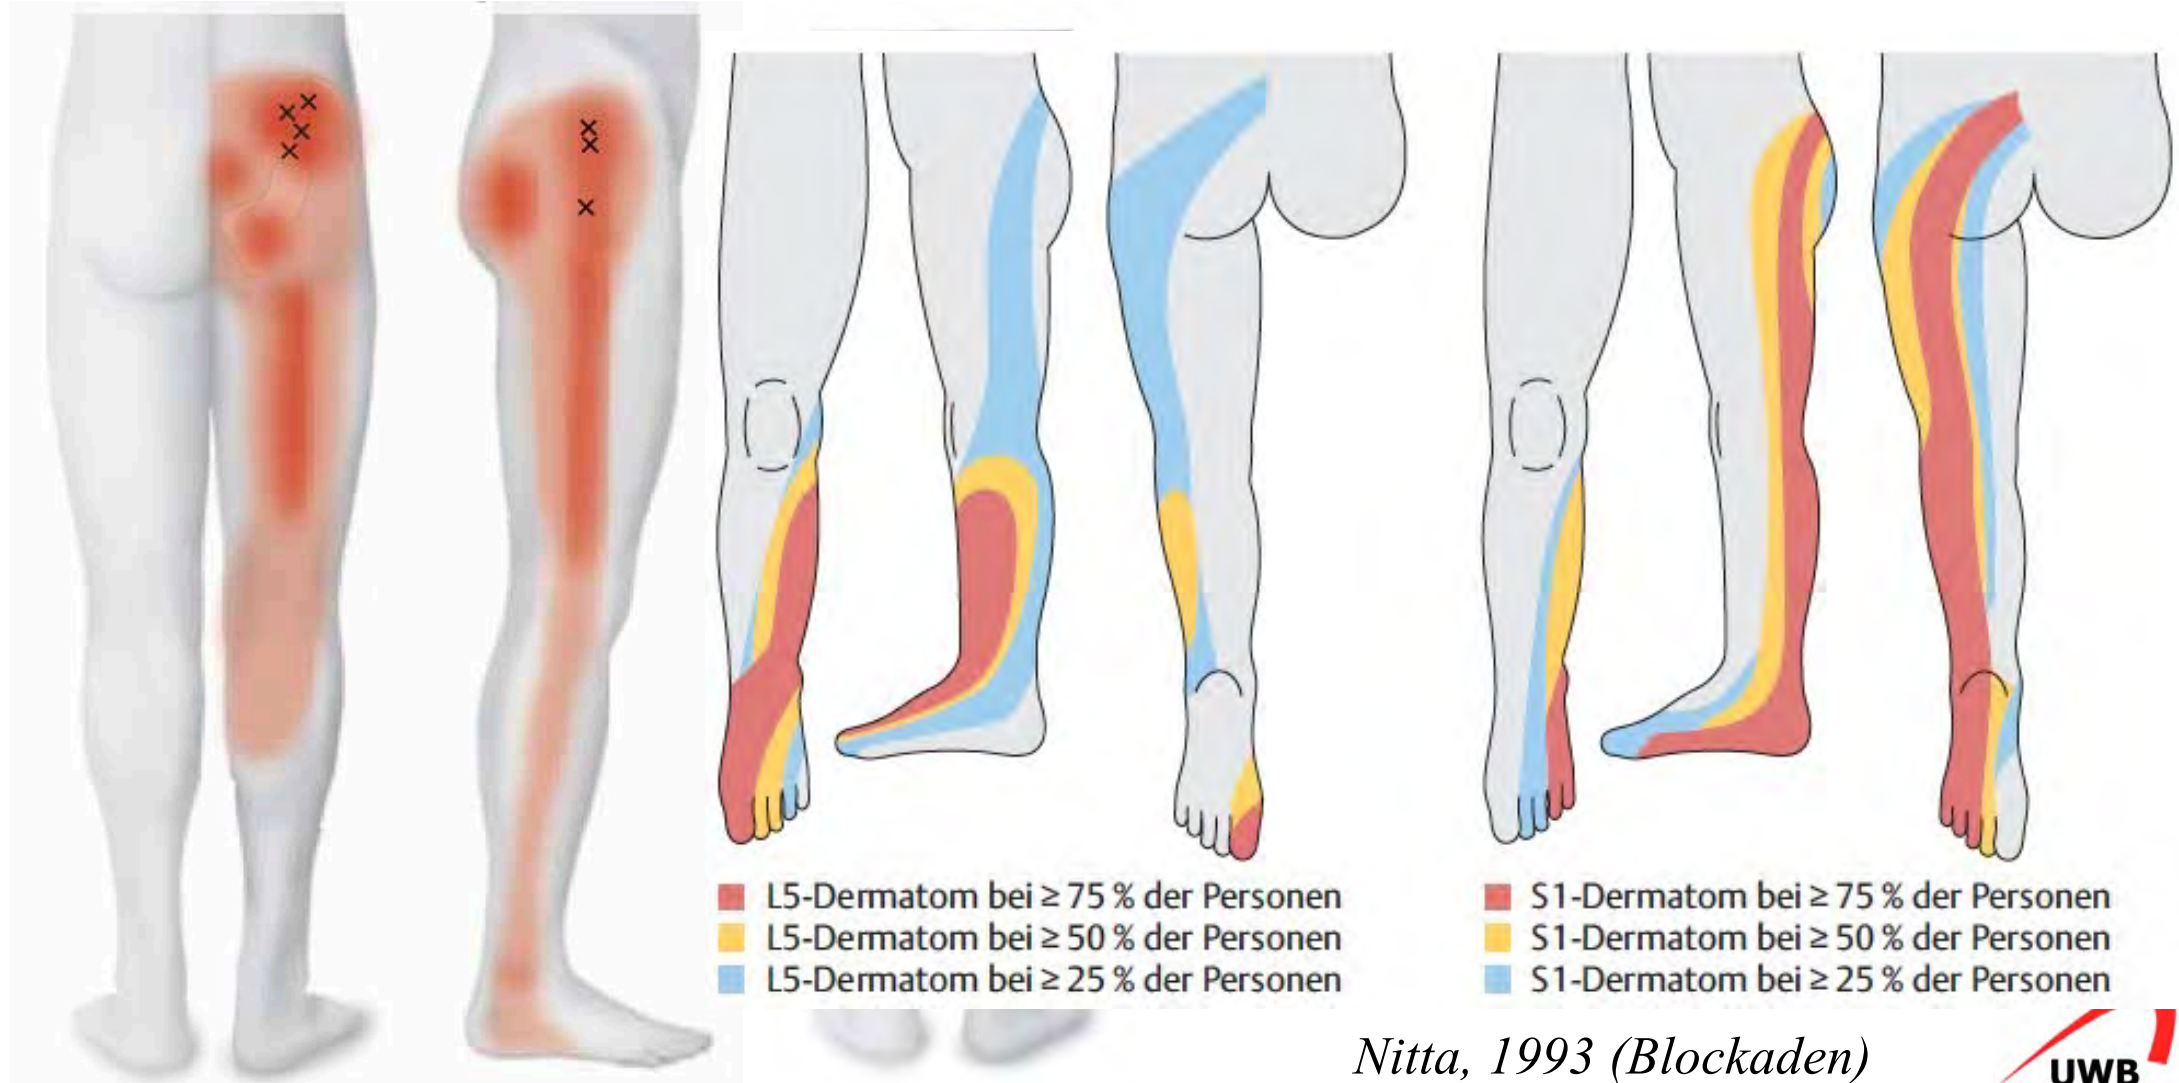 L5-Dermatom bei ≥ 75 % der Personen
L5-Dermatom bei ≥ 50 % der Personen
L5-Dermatom bei ≥ 25 % der Personen
S1-Dermatom bei ≥ 75 % der Personen
S1-Dermatom bei ≥ 50 % der Personen
S1-Dermatom bei ≥ 25 % der Personen
Nitta, 1993 (Blockaden)
UWB